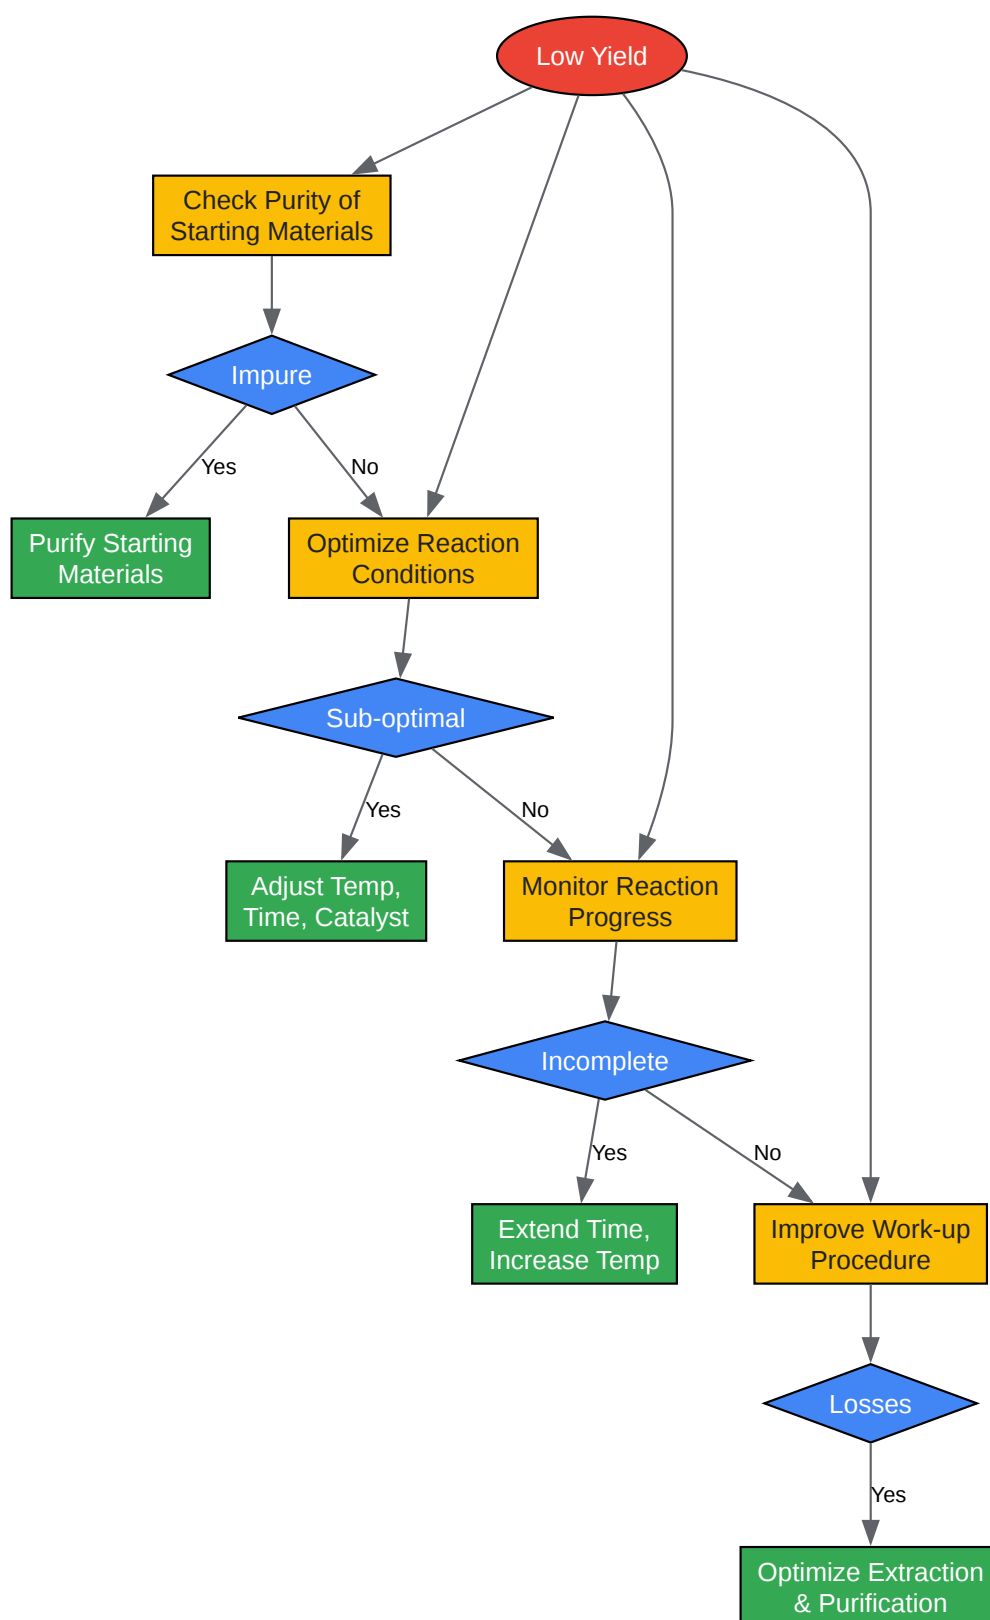 Low Yield
Check Purity of
Starting Materials
Impure
Yes
No
Purify Starting
Materials
Optimize Reaction
Conditions
Sub-optimal
Yes
No
Adjust Temp,
Time, Catalyst
Monitor Reaction
Progress
Incomplete
Yes
No
Extend Time,
Increase Temp
Improve Work-up
Procedure
Losses
Yes
Optimize Extraction
& Purification